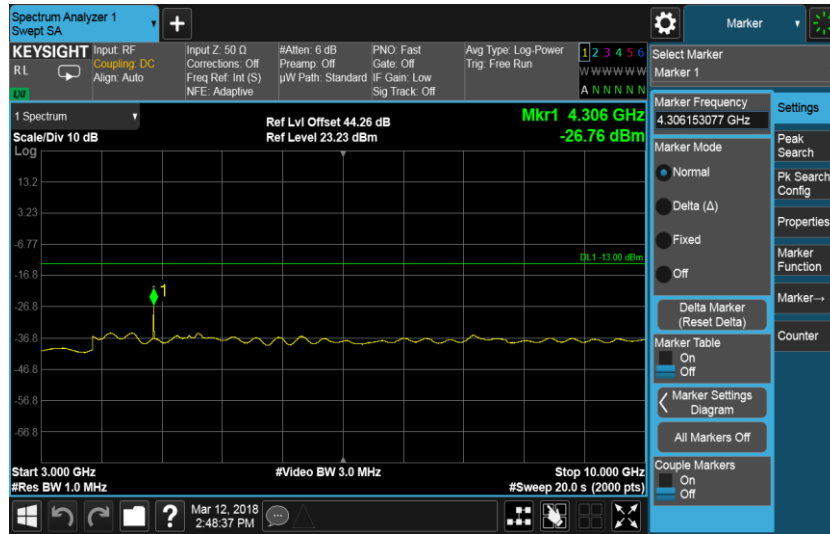 Spectrum Analyzer 1
Swept SA
Marker
KEYSIGHT
RL
LXI
Input: RF
Coupling: DC
Align: Auto
Input Z: 50 Ω
Corrections: Off
Freq Ref: Int (S)
NFE: Adaptive
#Atten: 6 dB
Preamp: Off
µW Path: Standard
PNO: Fast
Gate: Off
IF Gain: Low
Sig Track: Off
Avg Type: Log-Power
Trig: Free Run
1 2 3 4 5 6
W W W W W W
A N N N N N
Select Marker
Marker 1
1 Spectrum
Scale/Div 10 dB
Log
Ref Lvl Offset 44.26 dB
Ref Level 23.23 dBm
Mkr1 4.306 GHz
-26.76 dBm
13.2
3.23
-6.77
-16.8
-26.8
-36.8
-46.8
-56.8
-66.8
DL1 -13.00 dBm
1
Start 3.000 GHz
#Res BW 1.0 MHz
#Video BW 3.0 MHz
Stop 10.000 GHz
#Sweep 20.0 s (2000 pts)
Marker Frequency
4.306153077 GHz
Marker Mode
Normal
Delta (Δ)
Fixed
Off
Delta Marker
(Reset Delta)
Marker Table
On
Off
Marker Settings
Diagram
All Markers Off
Couple Markers
On
Off
Settings
Peak
Search
Pk Search
Config
Properties
Marker
Function
Marker→
Counter
?
Mar 12, 2018
2:48:37 PM